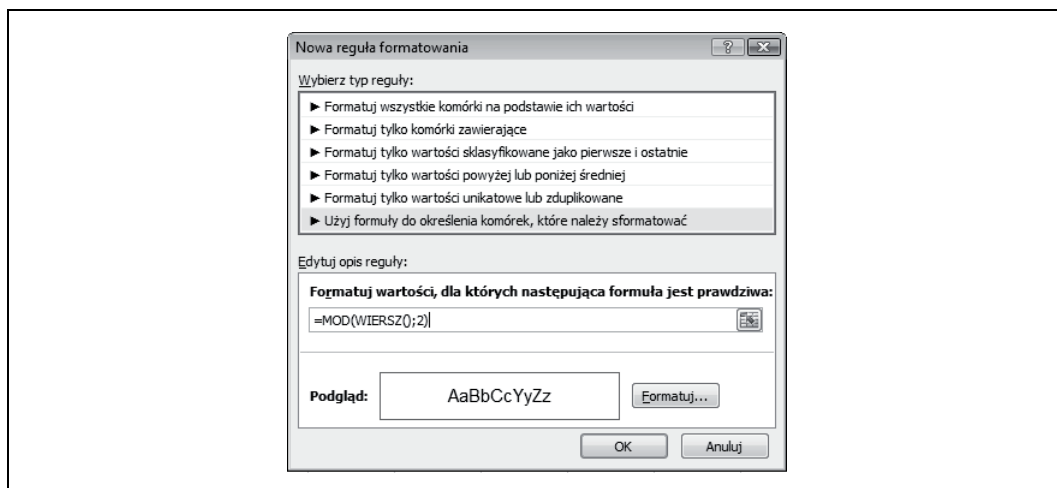 Nowa reguła formatowania
Wybierz typ reguły:
► Formatuj wszystkie komórki na podstawie ich wartości
► Formatuj tylko komórki zawierające
► Formatuj tylko wartości sklasyfikowane jako pierwsze i ostatnie
► Formatuj tylko wartości powyżej lub poniżej średniej
► Formatuj tylko wartości unikatowe lub zduplikowane
► Użyj formuły do określenia komórek, które należy sformatować
Edytuj opis reguły:
Formatuj wartości, dla których następująca formuła jest prawdziwa:
=MOD(WIERSZ();2)
Podgląd: AaBbCcYyZz Formatuj...
OK Anuluj